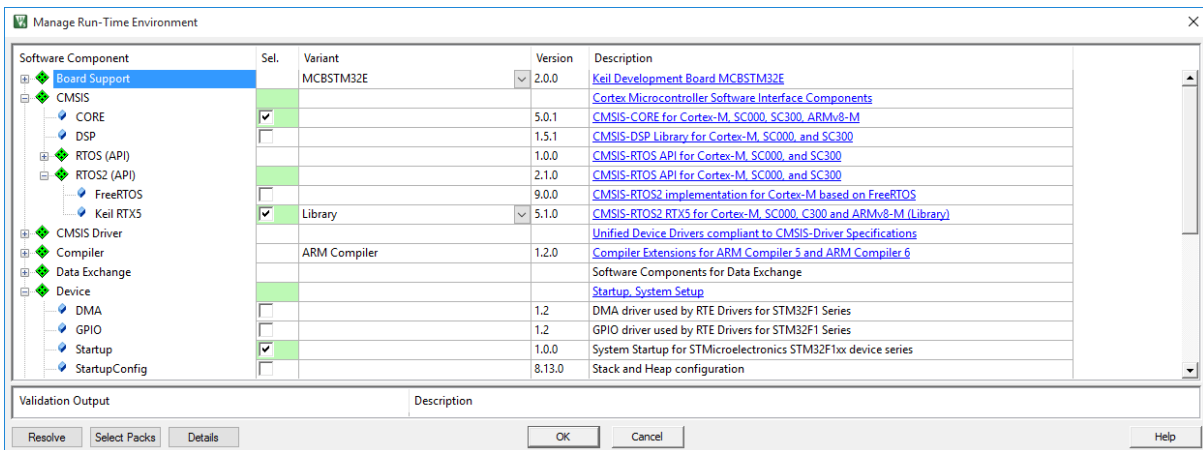 Manage Run-Time Environment
Software Component Sel. Variant Version Description
Board Support MCBSTM32E 2.0.0 Keil Development Board MCBSTM32E
CMSIS Cortex Microcontroller Software Interface Components
CORE 5.0.1 CMSIS-CORE for Cortex-M, SC000, SC300, ARMv8-M
DSP 1.5.1 CMSIS-DSP Library for Cortex-M, SC000, and SC300
RTOS (API) 1.0.0 CMSIS-RTOS API for Cortex-M, SC000, and SC300
RTOS2 (API) 2.1.0 CMSIS-RTOS API for Cortex-M, SC000, and SC300
FreeRTOS 9.0.0 CMSIS-RTOS2 implementation for Cortex-M based on FreeRTOS
Keil RTX5 Library 5.1.0 CMSIS-RTOS2 RTX5 for Cortex-M, SC000, C300 and ARMv8-M (Library)
CMSIS Driver Unified Device Drivers compliant to CMSIS-Driver Specifications
Compiler ARM Compiler 1.2.0 Compiler Extensions for ARM Compiler 5 and ARM Compiler 6
Data Exchange Software Components for Data Exchange
Device Startup, System Setup
DMA 1.2 DMA driver used by RTE Drivers for STM32F1 Series
GPIO 1.2 GPIO driver used by RTE Drivers for STM32F1 Series
Startup 1.0.0 System Startup for STMicroelectronics STM32F1xx device series
StartupConfig 8.13.0 Stack and Heap configuration
Validation Output Description
Resolve Select Packs Details OK Cancel Help